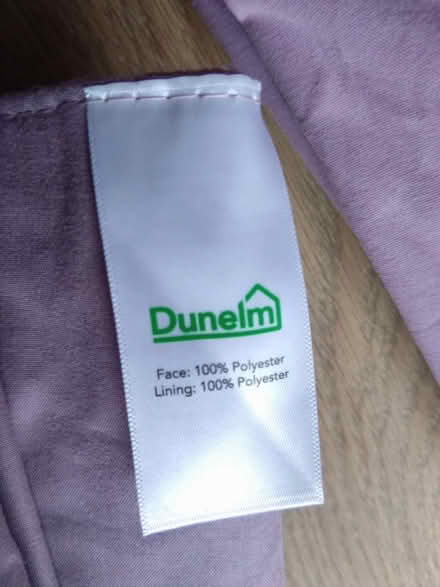 Dunelm
Face: 100% Polyester
Lining: 100% Polyester